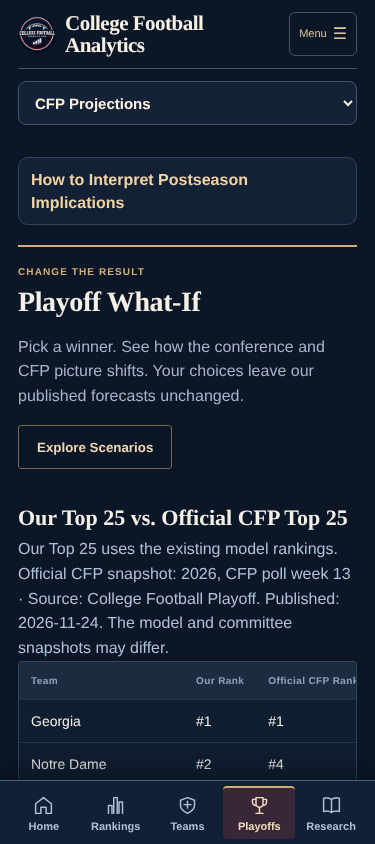 College Football
Analytics
Menu
CFP Projections
How to Interpret Postseason
Implications
CHANGE THE RESULT
Playoff What-If
Pick a winner. See how the conference and
CFP picture shifts. Your choices leave our
published forecasts unchanged.
Explore Scenarios
Our Top 25 vs. Official CFP Top 25
Our Top 25 uses the existing model rankings.
Official CFP snapshot: 2026, CFP poll week 13
· Source: College Football Playoff. Published:
2026-11-24. The model and committee
snapshots may differ.
Team Our Rank Official CFP Rank
Georgia #1 #1
Notre Dame #2 #4
Home Rankings Teams Playoffs Research